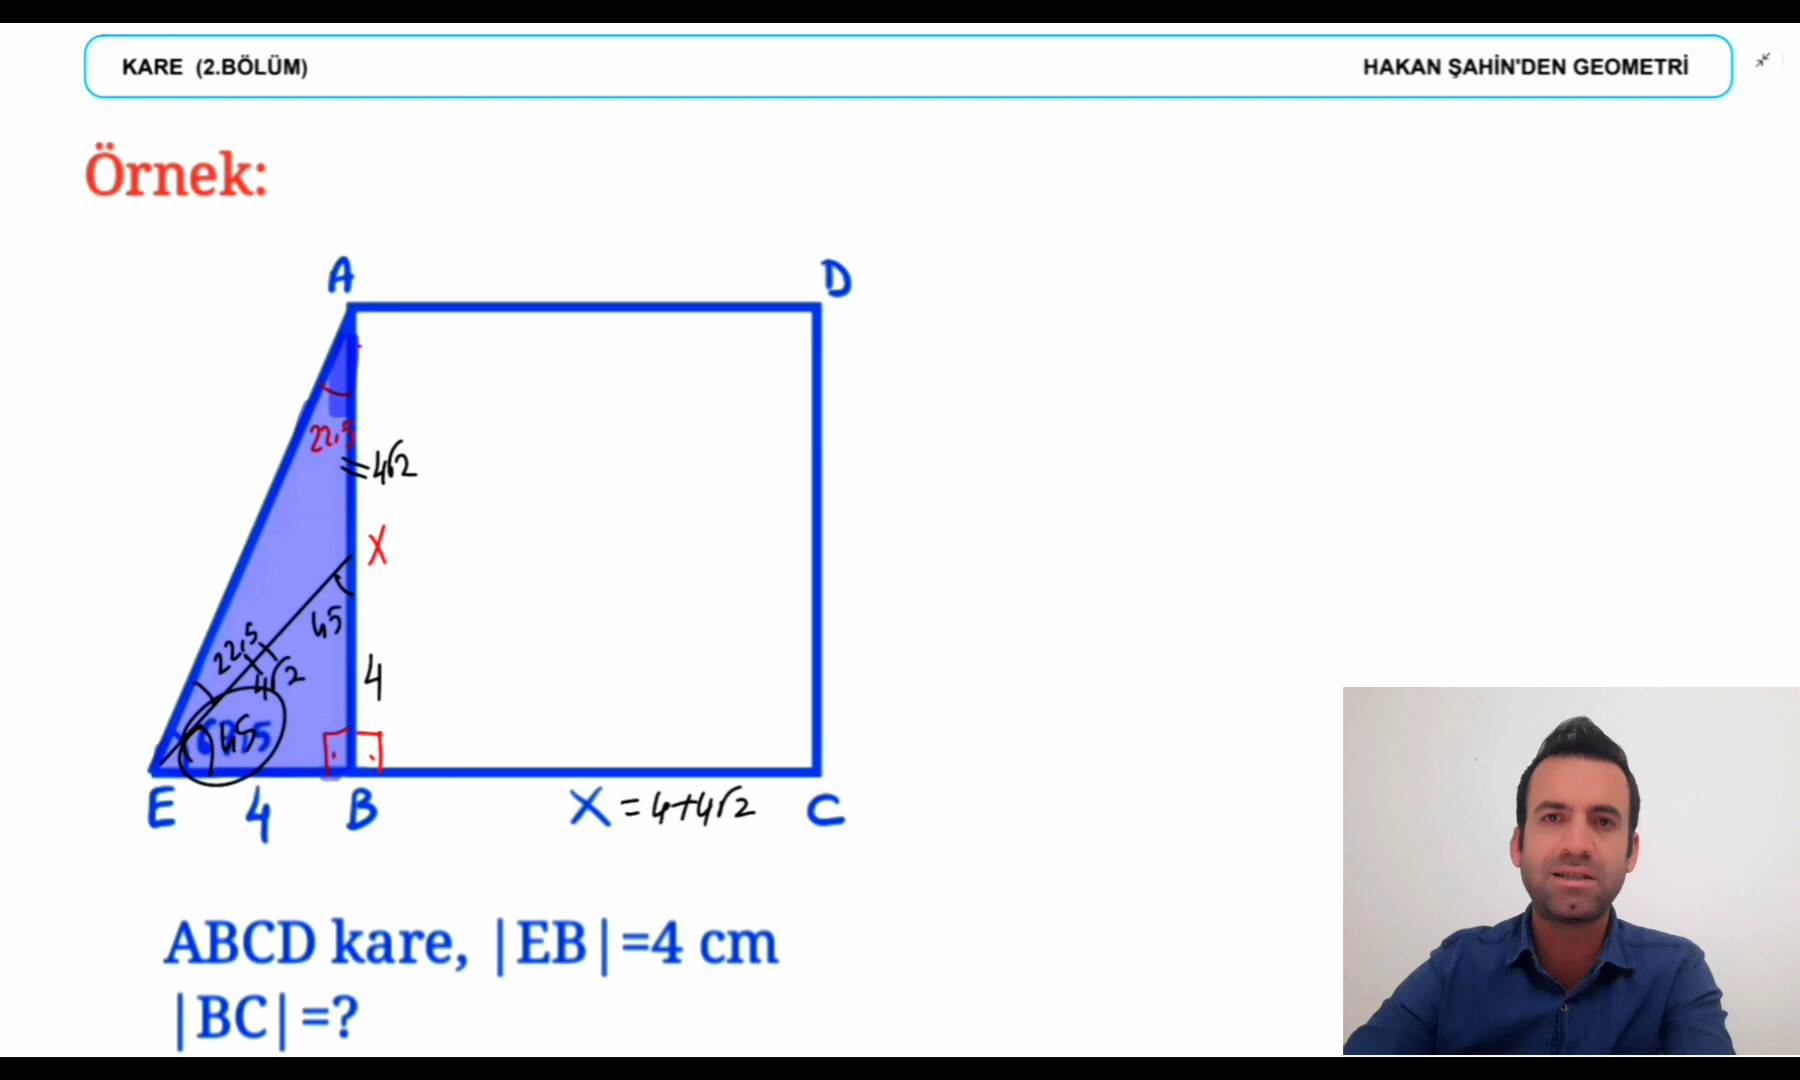 KARE (2.BÖLÜM)
HAKAN ŞAHİN'DEN GEOMETRİ
Örnek:
A
D
22,5
4√2
X
45
22,5
4√2
4
45
E
4
B
X = 4+4√2
C
ABCD kare, |EB|=4 cm
|BC|=?